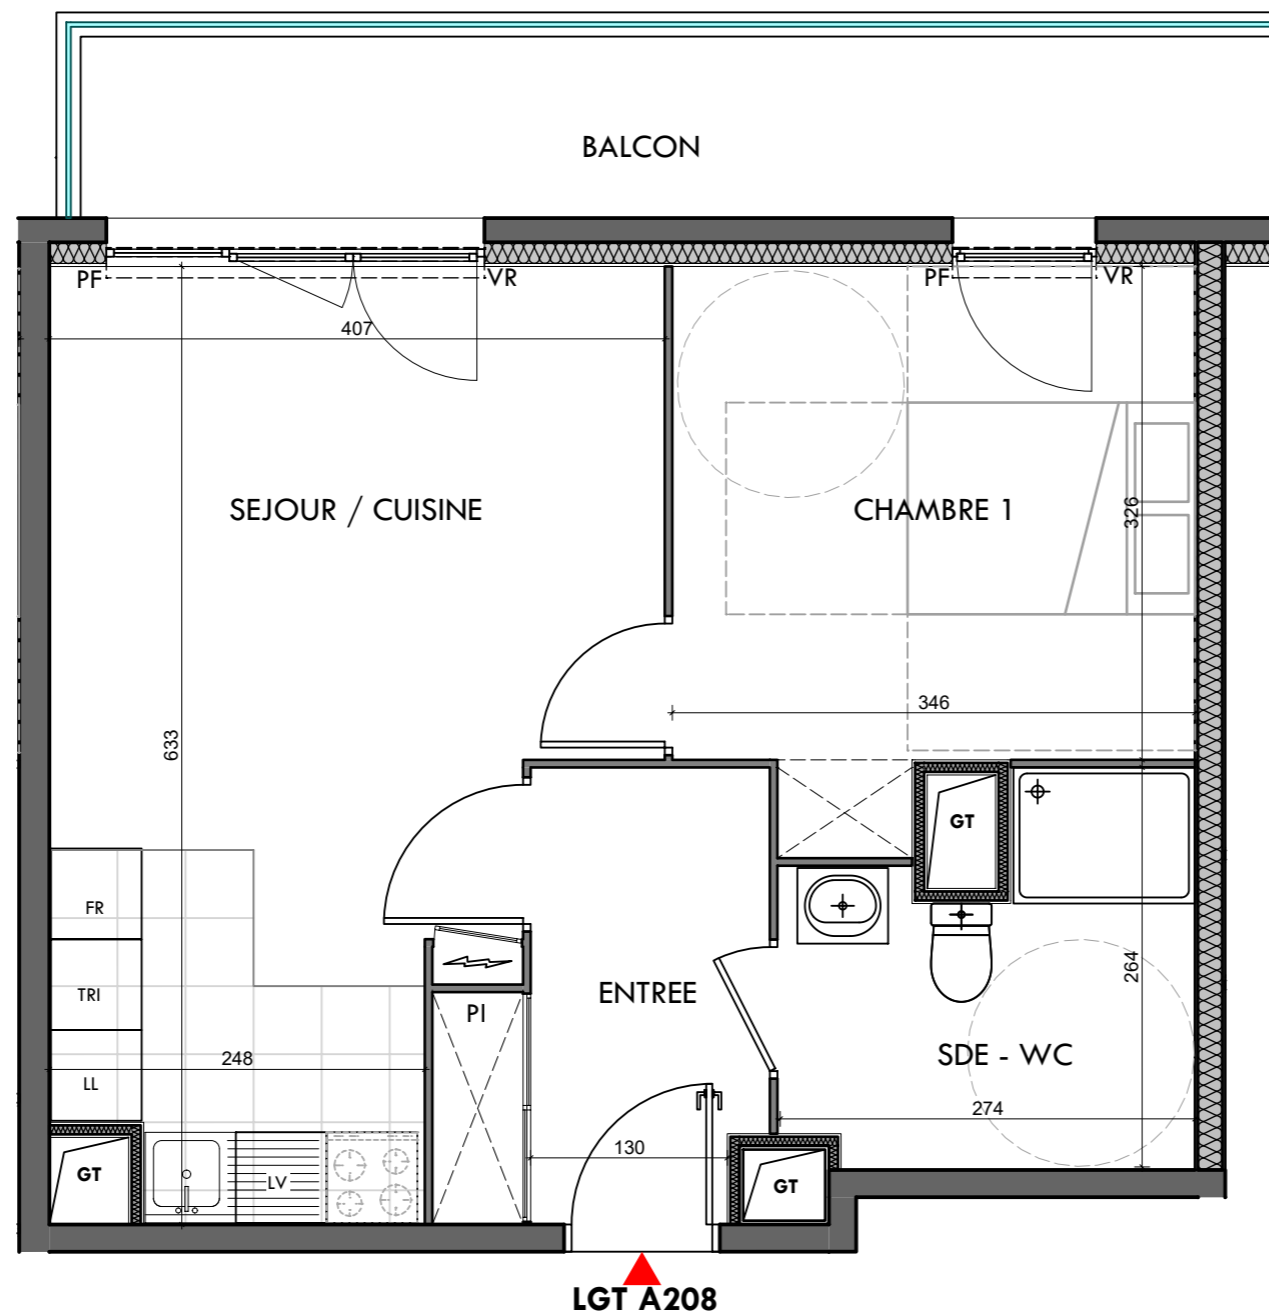 BALCON
PF
VR
PF
VR
407
SEJOUR / CUISINE
CHAMBRE 1
326
346
633
GT
FR
TRI
LL
PI
ENTREE
264
SDE - WC
248
274
130
GT
LV
GT
LGT A208